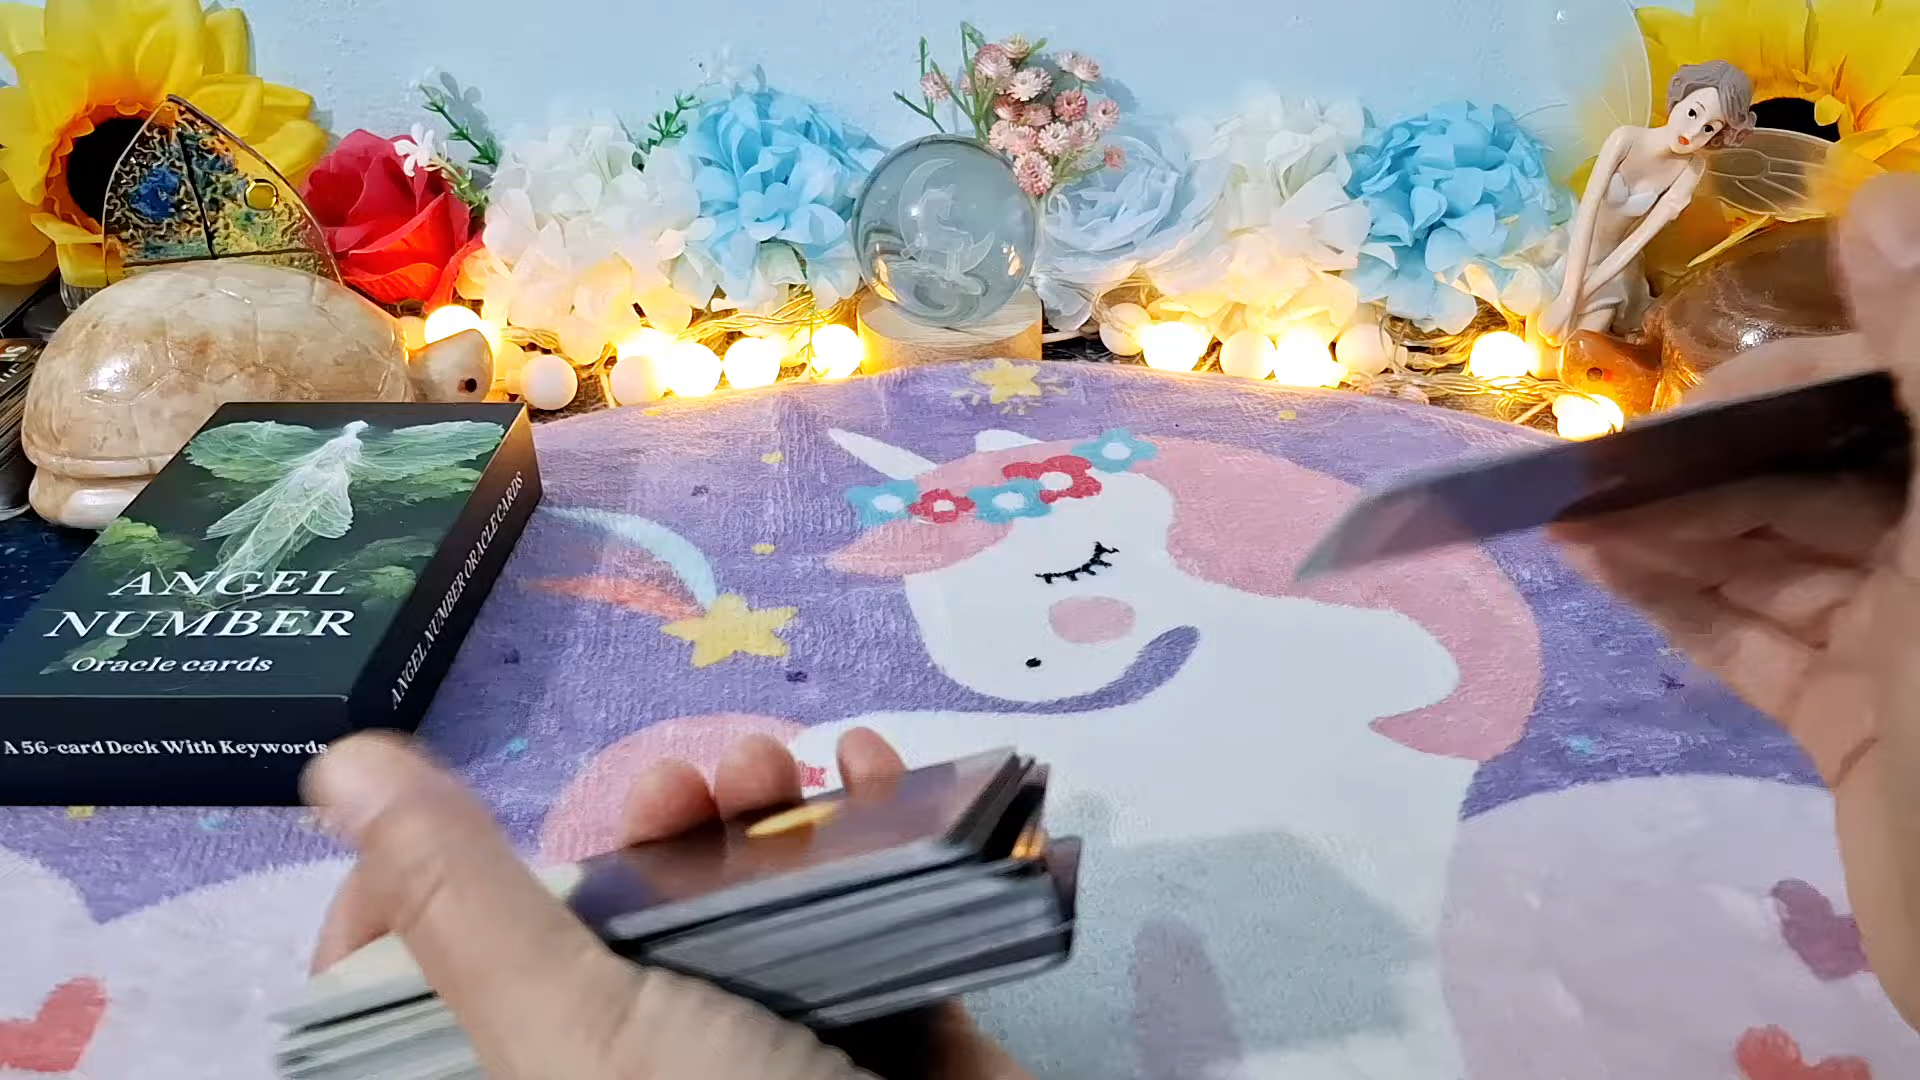 ANGEL
NUMBER
Oracle cards
A 56-card Deck With Keywords
ANGEL NUMBER ORACLE CARDS